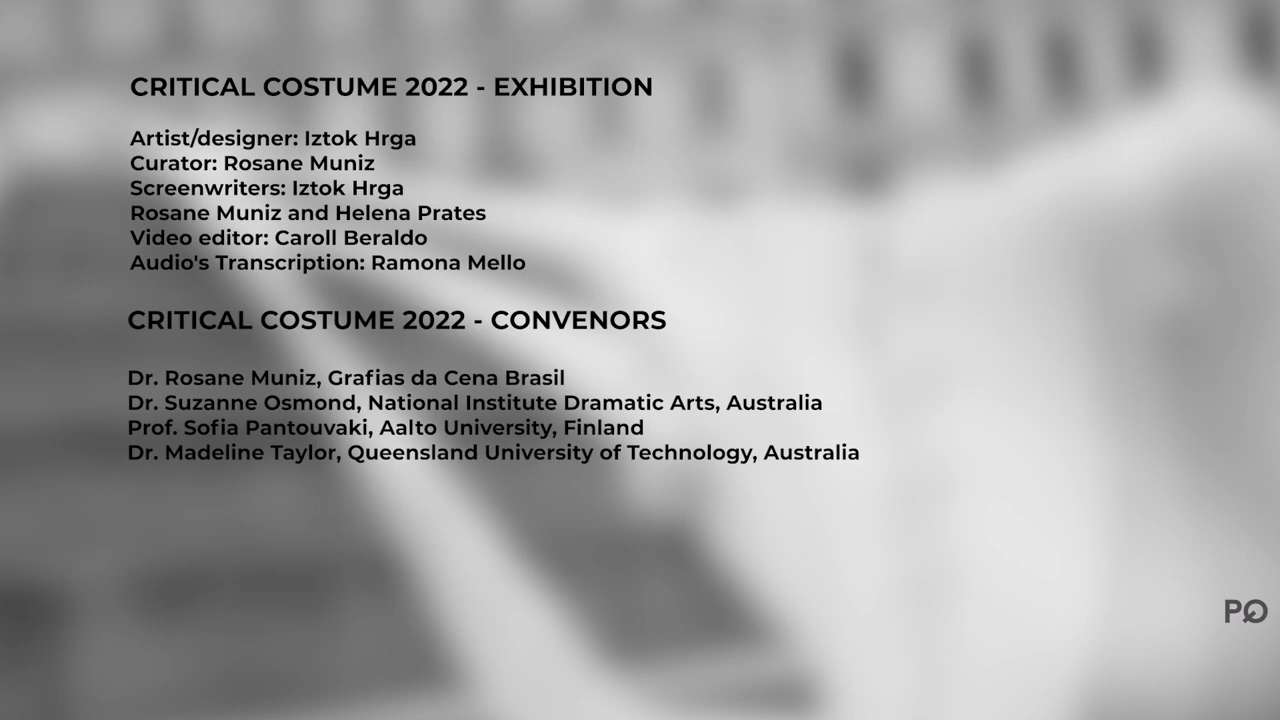 CRITICAL COSTUME 2022 - EXHIBITION
Artist/designer: Iztok Hrga
Curator: Rosane Muniz
Screenwriters: Iztok Hrga
Rosane Muniz and Helena Prates
Video editor: Caroll Beraldo
Audio's Transcription: Ramona Mello
CRITICAL COSTUME 2022 - CONVENORS
Dr. Rosane Muniz, Grafias da Cena Brasil
Dr. Suzanne Osmond, National Institute Dramatic Arts, Australia
Prof. Sofia Pantouvaki, Aalto University, Finland
Dr. Madeline Taylor, Queensland University of Technology, Australia
PQ